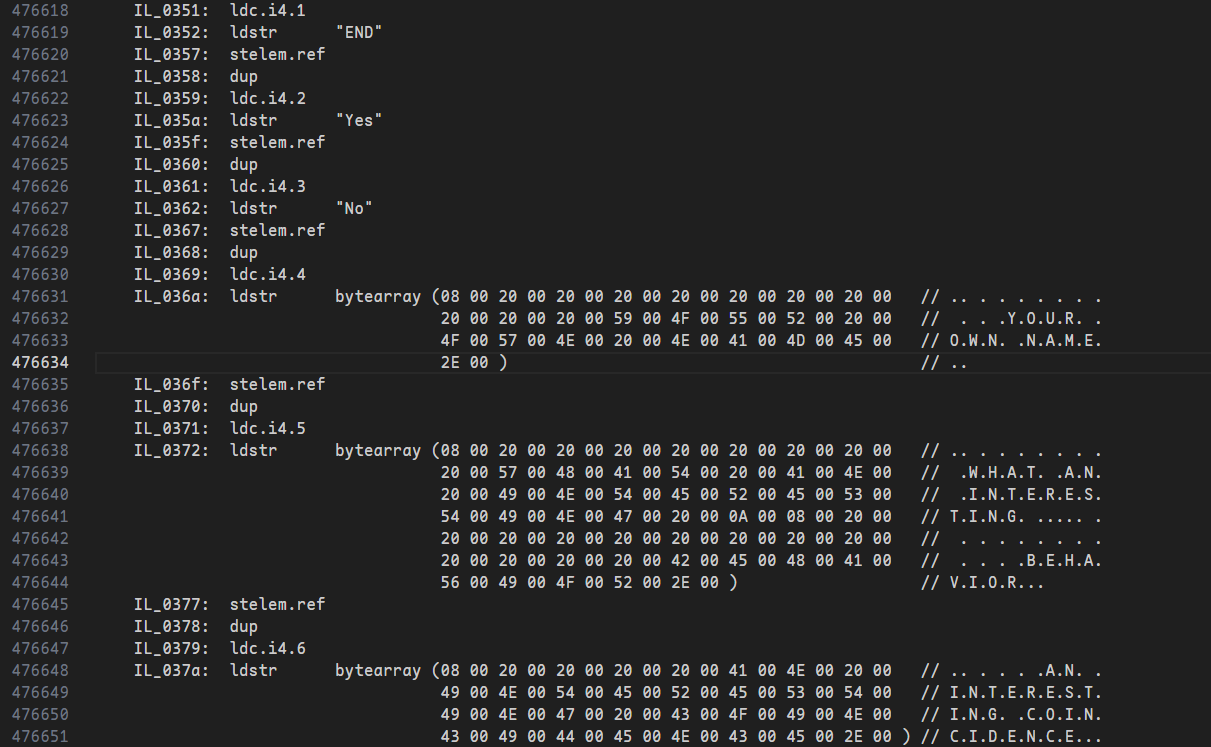 476618 IL_0351: ldc.i4.1
476619 IL_0352: ldstr "END"
476620 IL_0357: stelem.ref
476621 IL_0358: dup
476622 IL_0359: ldc.i4.2
476623 IL_035a: ldstr "Yes"
476624 IL_035f: stelem.ref
476625 IL_0360: dup
476626 IL_0361: ldc.i4.3
476627 IL_0362: ldstr "No"
476628 IL_0367: stelem.ref
476629 IL_0368: dup
476630 IL_0369: ldc.i4.4
476631 IL_036a: ldstr bytearray (08 00 20 00 20 00 20 00 20 00 20 00 20 00 20 00 // .. . . . . . . .
476632 20 00 20 00 20 00 59 00 4F 00 55 00 52 00 20 00 // . . .Y.O.U.R. .
476633 4F 00 57 00 4E 00 20 00 4E 00 41 00 4D 00 45 00 // O.W.N. .N.A.M.E.
476634 2E 00 ) // ..
476635 IL_036f: stelem.ref
476636 IL_0370: dup
476637 IL_0371: ldc.i4.5
476638 IL_0372: ldstr bytearray (08 00 20 00 20 00 20 00 20 00 20 00 20 00 20 00 // .. . . . . . . .
476639 20 00 57 00 48 00 41 00 54 00 20 00 41 00 4E 00 // .W.H.A.T. .A.N.
476640 20 00 49 00 4E 00 54 00 45 00 52 00 45 00 53 00 // .I.N.T.E.R.E.S.
476641 54 00 49 00 4E 00 47 00 20 00 0A 00 08 00 20 00 // T.I.N.G. ..... .
476642 20 00 20 00 20 00 20 00 20 00 20 00 20 00 20 00 // . . . . . . . .
476643 20 00 20 00 20 00 20 00 42 00 45 00 48 00 41 00 // . . . .B.E.H.A.
476644 56 00 49 00 4F 00 52 00 2E 00 ) // V.I.O.R...
476645 IL_0377: stelem.ref
476646 IL_0378: dup
476647 IL_0379: ldc.i4.6
476648 IL_037a: ldstr bytearray (08 00 20 00 20 00 20 00 20 00 41 00 4E 00 20 00 // .. . . . .A.N. .
476649 49 00 4E 00 54 00 45 00 52 00 45 00 53 00 54 00 // I.N.T.E.R.E.S.T.
476650 49 00 4E 00 47 00 20 00 43 00 4F 00 49 00 4E 00 // I.N.G. .C.O.I.N.
476651 43 00 49 00 44 00 45 00 4E 00 43 00 45 00 2E 00 ) // C.I.D.E.N.C.E...